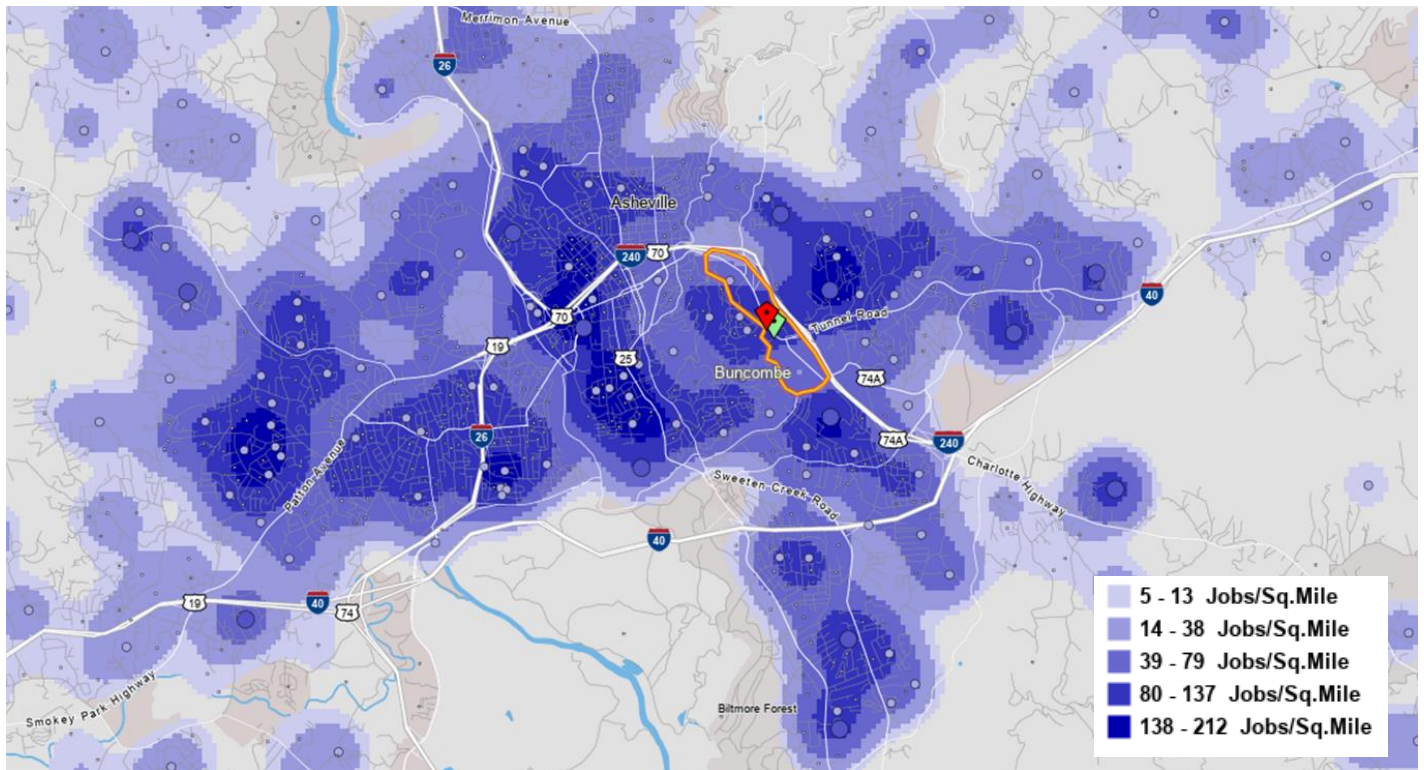 Merrimon Avenue
26
Asheville
240
70
40
70
Tunnel Road
19
25
Buncombe
74A
26
74A
240
Patton Avenue
Charlotte Highway
Sweeten Creek Road
40
19
40
74
Smokey Park Highway
Biltmore Forest
5 - 13 Jobs/Sq.Mile
14 - 38 Jobs/Sq.Mile
39 - 79 Jobs/Sq.Mile
80 - 137 Jobs/Sq.Mile
138 - 212 Jobs/Sq.Mile